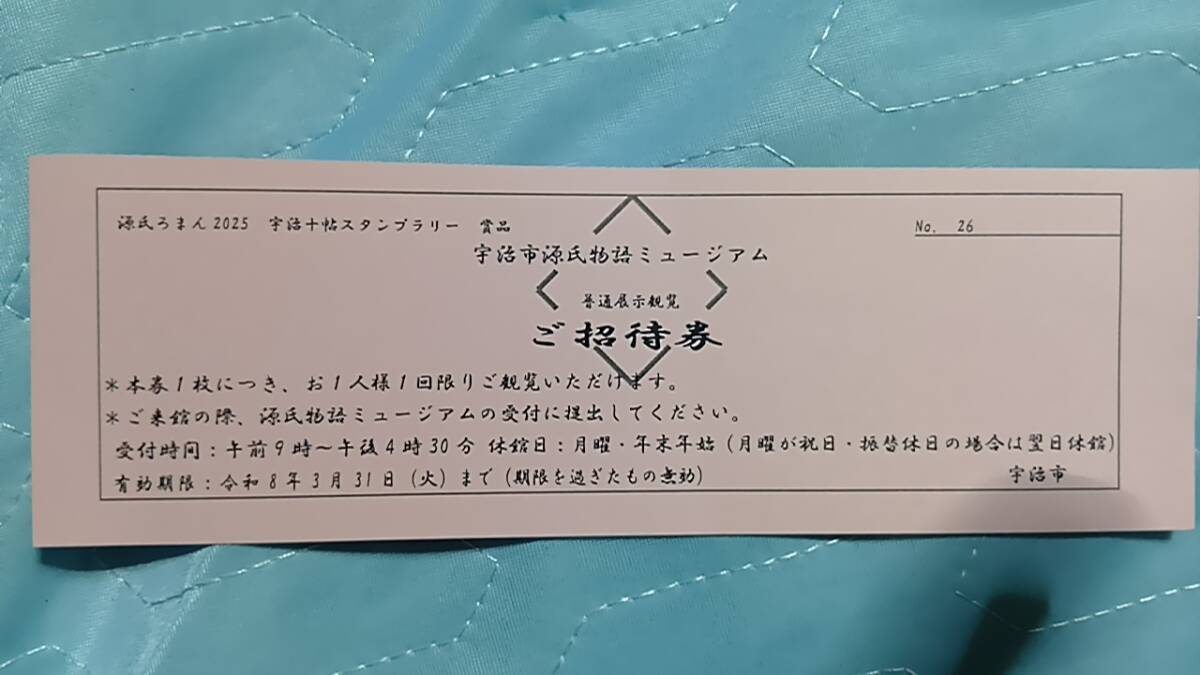 源氏ろまん2025　宇治十帖スタンプラリー　賞品
No.　26
宇治市源氏物語ミュージアム
普通展示観覧
ご招待券
＊本券1枚につき、お1人様1回限りご観覧いただけます。
＊ご来館の際、源氏物語ミュージアムの受付に提出してください。
受付時間：午前9時～午後4時30分 休館日：月曜・年末年始（月曜が祝日・振替休日の場合は翌日休館）
有効期限：令和8年3月31日（火）まで（期限を過ぎたもの無効）
宇治市